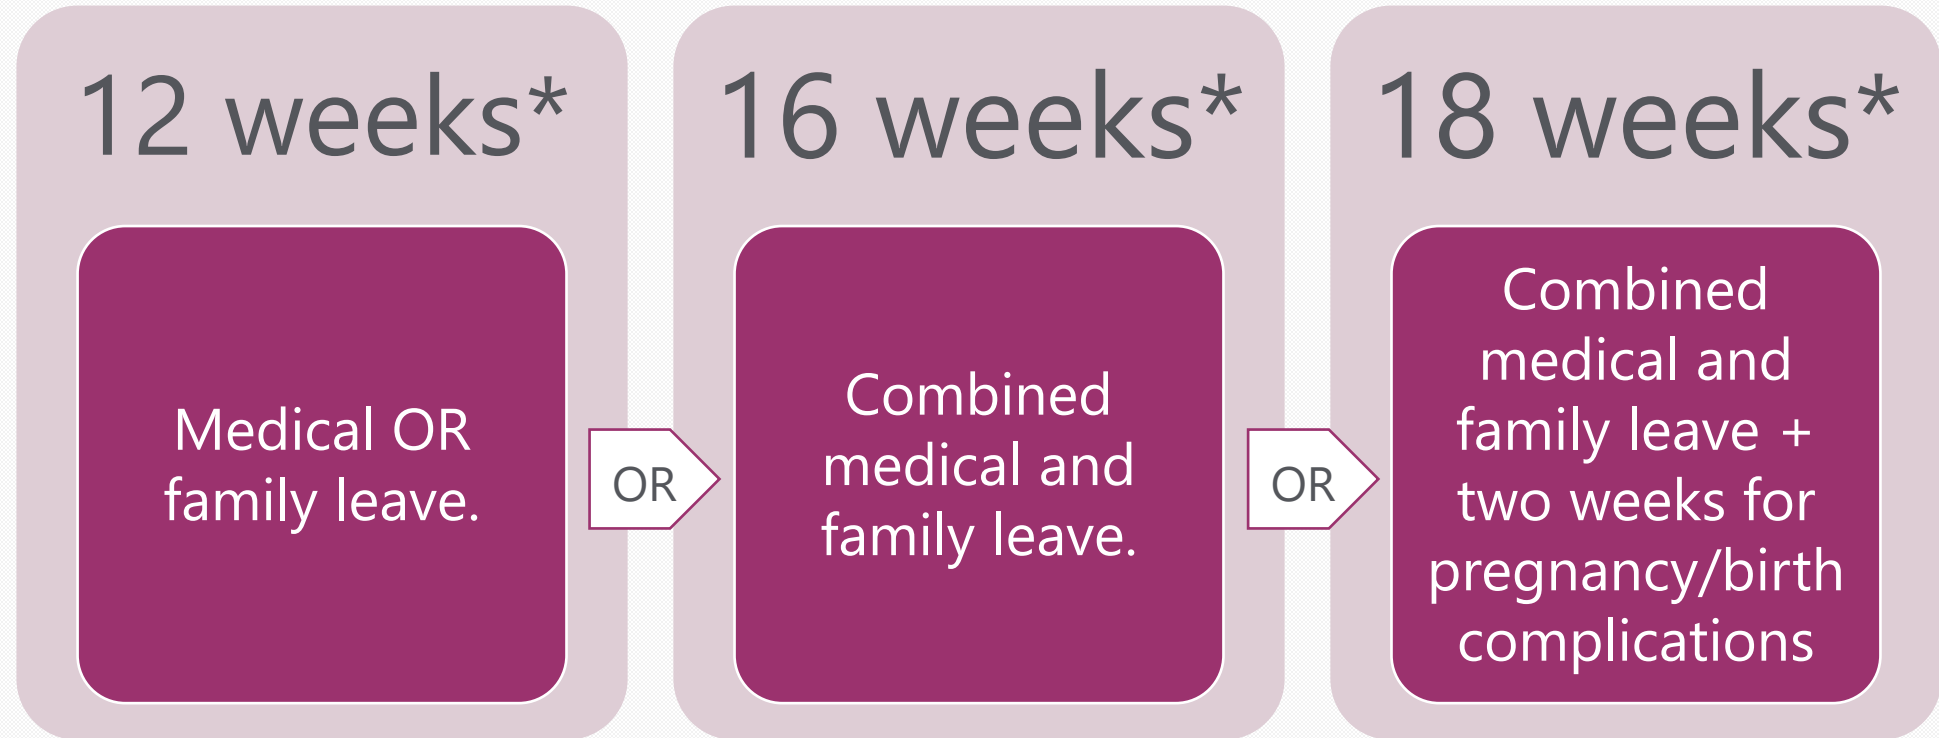 12 weeks*
Medical OR
family leave.
OR
16 weeks*
Combined
medical and
family leave.
OR
18 weeks*
Combined
medical and
family leave +
two weeks for
pregnancy/birth
complications